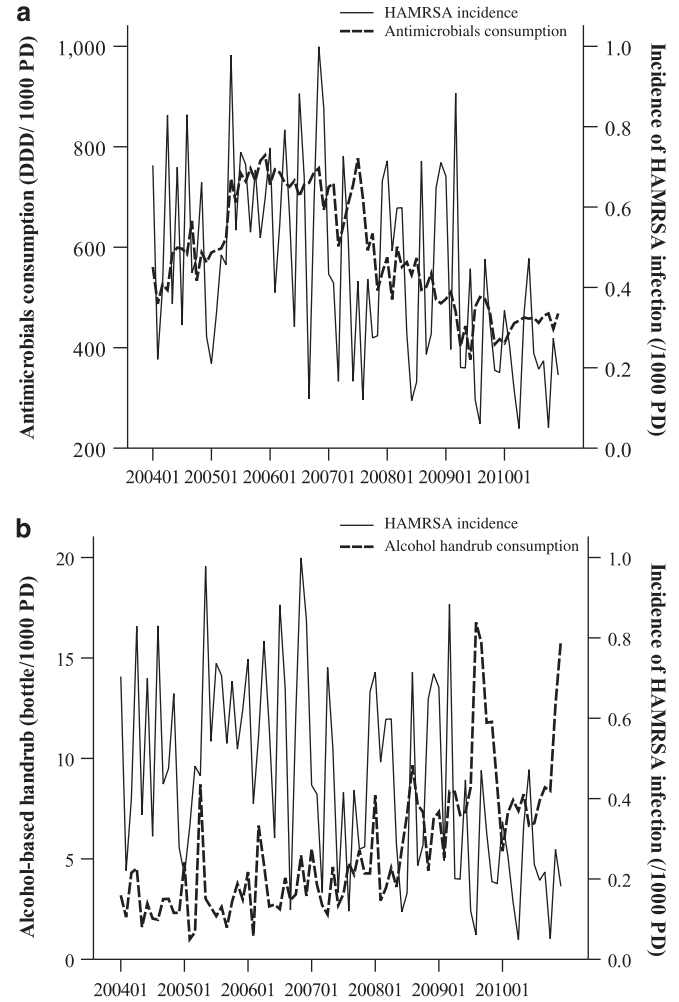 a
HAMRSA incidence
Antimicrobials consumption
Antimicrobials consumption (DDD/ 1000 PD)
1,000
800
600
400
200
1.0
0.8
0.6
0.4
0.2
0.0
Incidence of HAMRSA infection (/1000 PD)
200401 200501 200601 200701 200801 200901 201001
b
HAMRSA incidence
Alcohol handrub consumption
Alcohol-based handrub (bottle/1000 PD)
20
15
10
5
0
1.0
0.8
0.6
0.4
0.2
0.0
Incidence of HAMRSA infection (/1000 PD)
200401 200501 200601 200701 200801 200901 201001